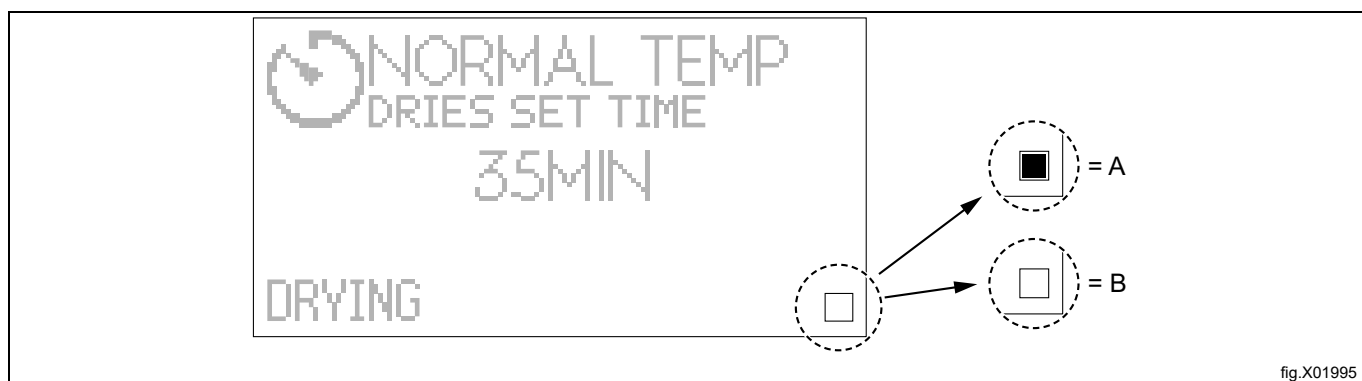 NORMAL TEMP
DRIES SET TIME
35MIN
DRYING
= A
= B
fig.X01995